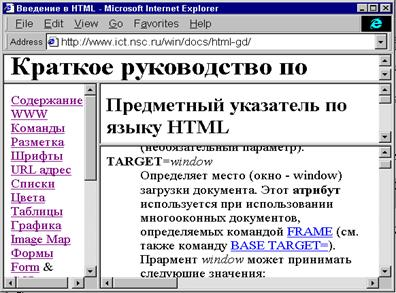 Введение в HTML - Microsoft Internet Explorer
File Edit View Go Favorites Help
Address http://www.ict.nsc.ru/win/docs/html-gd/
Краткое руководство по
Содержание
WWW
Команды
Разметка
Шрифты
URL адрес
Списки
Цвета
Таблицы
Графика
Image Map
Формы
Form &
Предметный указатель по
языку HTML
(необязательный параметр).
TARGET=window
Определяет место (окно - window)
загрузки документа. Этот атрибут
используется при использовании
многооконных документов,
определяемых командой FRAME (см.
также команду BASE TARGET=).
Прармент window может принимать
следующие значения: